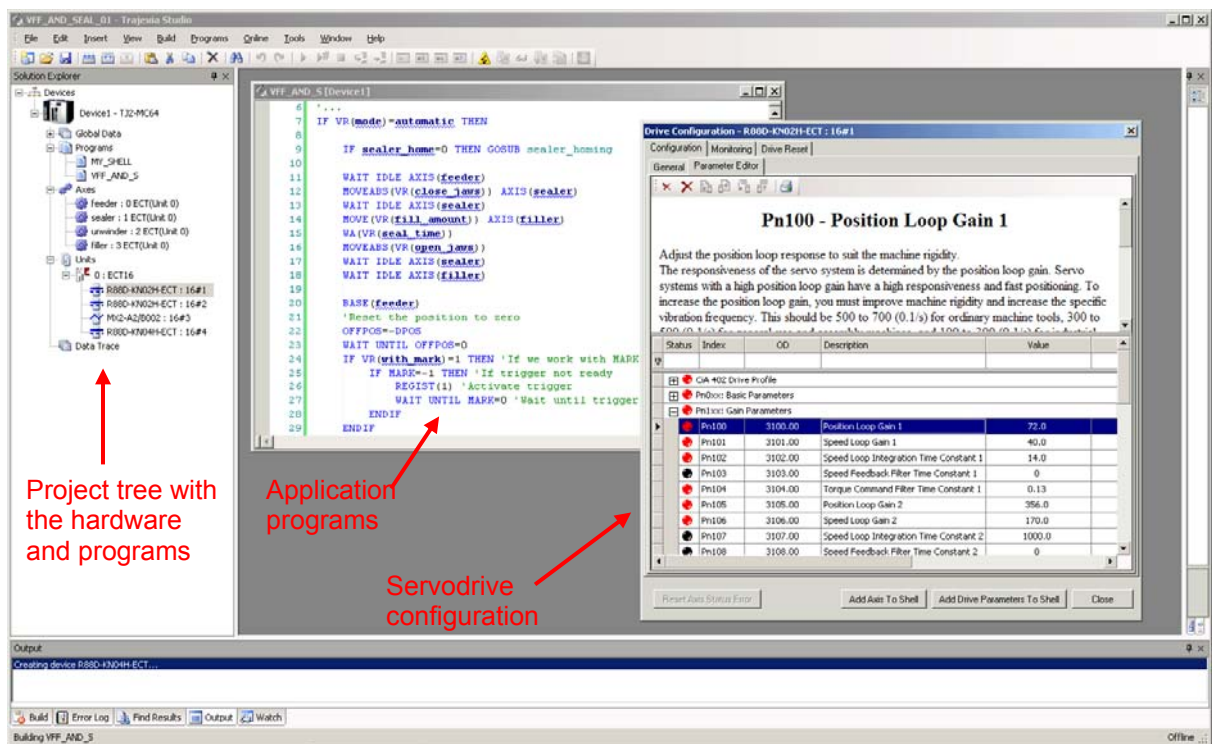 VFF_AND_SEAL_01 - Trajexia Studio
File Edit Insert View Build Programs Online Tools Window Help
Solution Explorer
Devices
Device1 - TJ2-MC64
Global Data
Programs
MY_SHELL
VFF_AND_S
Axes
feeder : 0 ECT(Unit 0)
sealer : 1 ECT(Unit 0)
unwinder : 2 ECT(Unit 0)
filler : 3 ECT(Unit 0)
Units
0 : ECT16
R88D-KN02H-ECT : 16#1
R88D-KN02H-ECT : 16#2
MX2-A2/B002 : 16#3
R88D-KN04H-ECT : 16#4
Data Trace
Project tree with
the hardware
and programs
VFF_AND_S [Device1]
6 '...
7 IF VR(mode)=automatic THEN
8
9 IF sealer_home=0 THEN GOSUB sealer_homing
10
11 WAIT IDLE AXIS(feeder)
12 MOVEABS(VR(close_jaws)) AXIS(sealer)
13 WAIT IDLE AXIS(sealer)
14 MOVE(VR(fill_amount)) AXIS(filler)
15 WA(VR(seal_time))
16 MOVEABS(VR(open_jaws))
17 WAIT IDLE AXIS(sealer)
18 WAIT IDLE AXIS(filler)
19
20 BASE(feeder)
21 'Reset the position to zero
22 OFFPOS=-DPOS
23 WAIT UNTIL OFFPOS=0
24 IF VR(with_mark)=1 THEN 'If we work with MARK
25 IF MARK=-1 THEN 'If trigger not ready
26 REGIST(1) 'Activate trigger
27 WAIT UNTIL MARK=0 'Wait until trigger
28 ENDIF
29 ENDIF
Application
programs
Servodrive
configuration
Drive Configuration - R88D-KN02H-ECT : 16#1
Configuration Monitoring Drive Reset
General Parameter Editor
Pn100 - Position Loop Gain 1
Adjust the position loop response to suit the machine rigidity.
The responsiveness of the servo system is determined by the position loop gain. Servo
systems with a high position loop gain have a high responsiveness and fast positioning. To
increase the position loop gain, you must improve machine rigidity and increase the specific
vibration frequency. This should be 500 to 700 (0.1/s) for ordinary machine tools, 300 to
Status Index OD Description Value
CiA 402 Drive Profile
Pn0xx: Basic Parameters
Pn1xx: Gain Parameters
Pn100 3100.00 Position Loop Gain 1 72.0
Pn101 3101.00 Speed Loop Gain 1 40.0
Pn102 3102.00 Speed Loop Integration Time Constant 1 14.0
Pn103 3103.00 Speed Feedback Filter Time Constant 1 0
Pn104 3104.00 Torque Command Filter Time Constant 1 0.13
Pn105 3105.00 Position Loop Gain 2 356.0
Pn106 3106.00 Speed Loop Gain 2 170.0
Pn107 3107.00 Speed Loop Integration Time Constant 2 1000.0
Pn108 3108.00 Speed Feedback Filter Time Constant 2 0
Reset Axis Status Error Add Axis To Shell Add Drive Parameters To Shell Close
Output
Creating device R88D-KN04H-ECT...
Build Error Log Find Results Output Watch
Building VFF_AND_S Offline